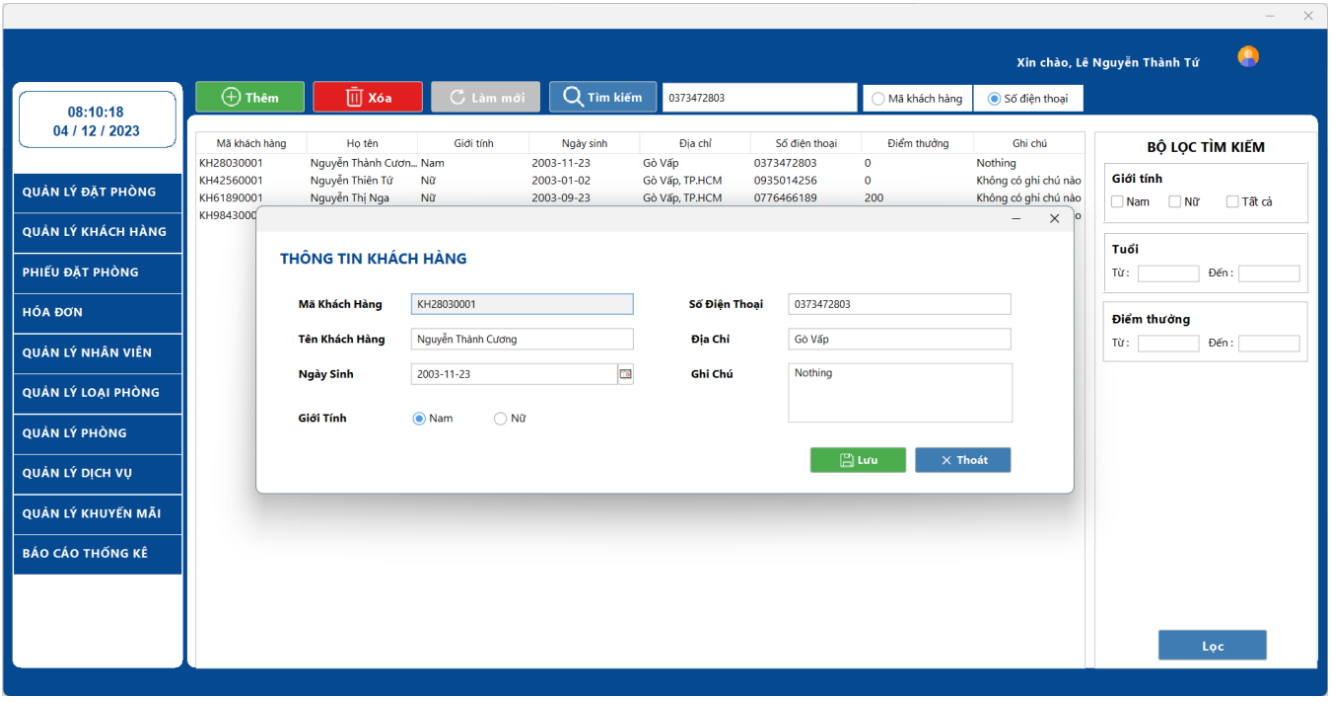 Xin chào, Lê Nguyễn Thành Tứ
08:10:18
04 / 12 / 2023
Thêm Xóa Làm mới Tìm kiếm 0373472803 Mã khách hàng Số điện thoại
QUẢN LÝ ĐẶT PHÒNG
QUẢN LÝ KHÁCH HÀNG
PHIẾU ĐẶT PHÒNG
HÓA ĐƠN
QUẢN LÝ NHÂN VIÊN
QUẢN LÝ LOẠI PHÒNG
QUẢN LÝ PHÒNG
QUẢN LÝ DỊCH VỤ
QUẢN LÝ KHUYẾN MÃI
BÁO CÁO THỐNG KÊ
Mã khách hàng Họ tên Giới tính Ngày sinh Địa chỉ Số điện thoại Điểm thưởng Ghi chú
KH28030001 Nguyễn Thành Cươn... Nam 2003-11-23 Gò Vấp 0373472803 0 Nothing
KH42560001 Nguyễn Thiên Tứ Nữ 2003-01-02 Gò Vấp, TP.HCM 0935014256 0 Không có ghi chú nào
KH61890001 Nguyễn Thị Nga Nữ 2003-09-23 Gò Vấp, TP.HCM 0776466189 200 Không có ghi chú nào
KH9843000
THÔNG TIN KHÁCH HÀNG
Mã Khách Hàng KH28030001 Số Điện Thoại 0373472803
Tên Khách Hàng Nguyễn Thành Cương Địa Chỉ Gò Vấp
Ngày Sinh 2003-11-23 Ghi Chú Nothing
Giới Tính Nam Nữ
Lưu Thoát
BỘ LỌC TÌM KIẾM
Giới tính
Nam Nữ Tất cả
Tuổi
Từ : Đến :
Điểm thưởng
Từ : Đến :
Lọc